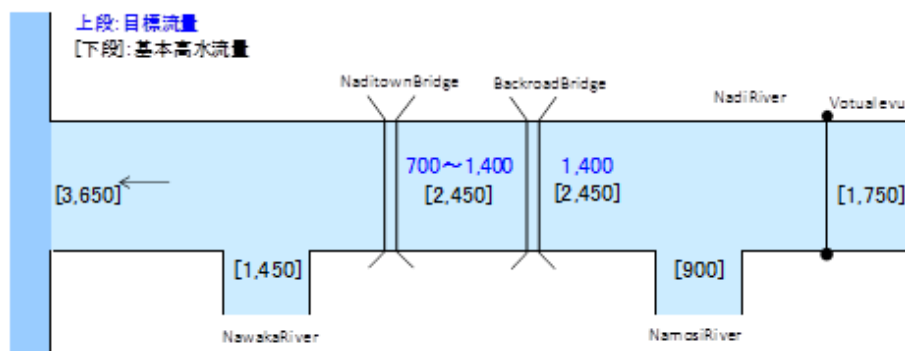 上段:目標流量
[下段]:基本高水流量
NaditownBridge
BackroadBridge
NadiRiver
Votualevu
700～1,400
[2,450]
1,400
[2,450]
[3,650]
[1,750]
[1,450]
[900]
NawakaRiver
NamosiRiver